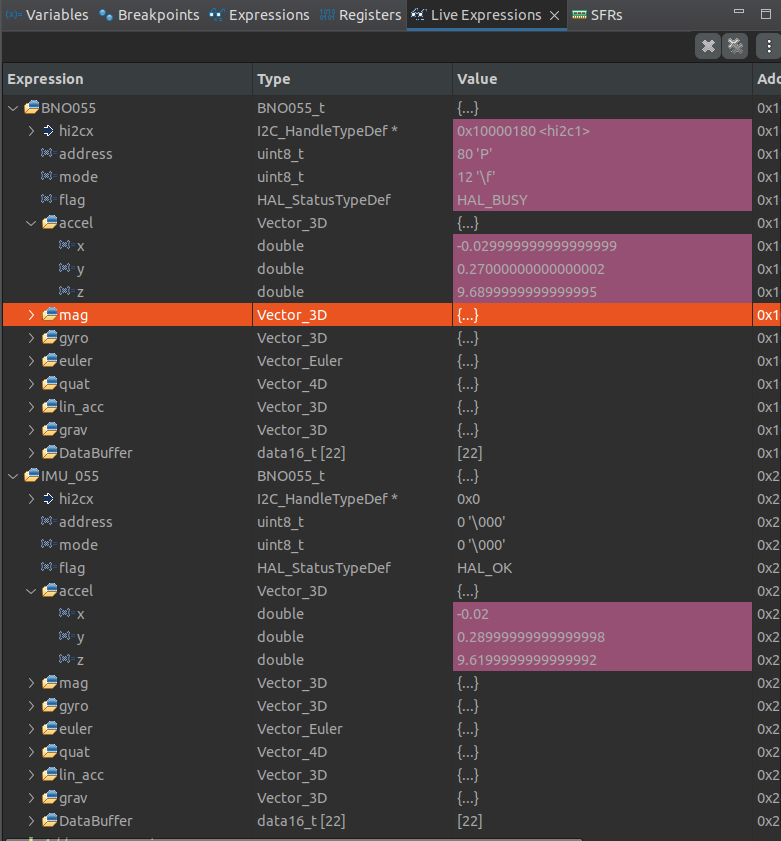 Variables Breakpoints Expressions Registers Live Expressions SFRs
Expression Type Value Add
BNO055 BNO055_t {...} 0x1
hi2cx I2C_HandleTypeDef * 0x10000180 <hi2c1> 0x1
address uint8_t 80 'P' 0x1
mode uint8_t 12 '\f' 0x1
flag HAL_StatusTypeDef HAL_BUSY 0x1
accel Vector_3D {...} 0x1
x double -0.029999999999999999 0x1
y double 0.27000000000000002 0x1
z double 9.6899999999999995 0x1
mag Vector_3D {...} 0x1
gyro Vector_3D {...} 0x1
euler Vector_Euler {...} 0x1
quat Vector_4D {...} 0x1
lin_acc Vector_3D {...} 0x1
grav Vector_3D {...} 0x1
DataBuffer data16_t [22] [22] 0x1
IMU_055 BNO055_t {...} 0x2
hi2cx I2C_HandleTypeDef * 0x0 0x2
address uint8_t 0 '\000' 0x2
mode uint8_t 0 '\000' 0x2
flag HAL_StatusTypeDef HAL_OK 0x2
accel Vector_3D {...} 0x2
x double -0.02 0x2
y double 0.28999999999999998 0x2
z double 9.6199999999999992 0x2
mag Vector_3D {...} 0x2
gyro Vector_3D {...} 0x2
euler Vector_Euler {...} 0x2
quat Vector_4D {...} 0x2
lin_acc Vector_3D {...} 0x2
grav Vector_3D {...} 0x2
DataBuffer data16_t [22] [22] 0x2